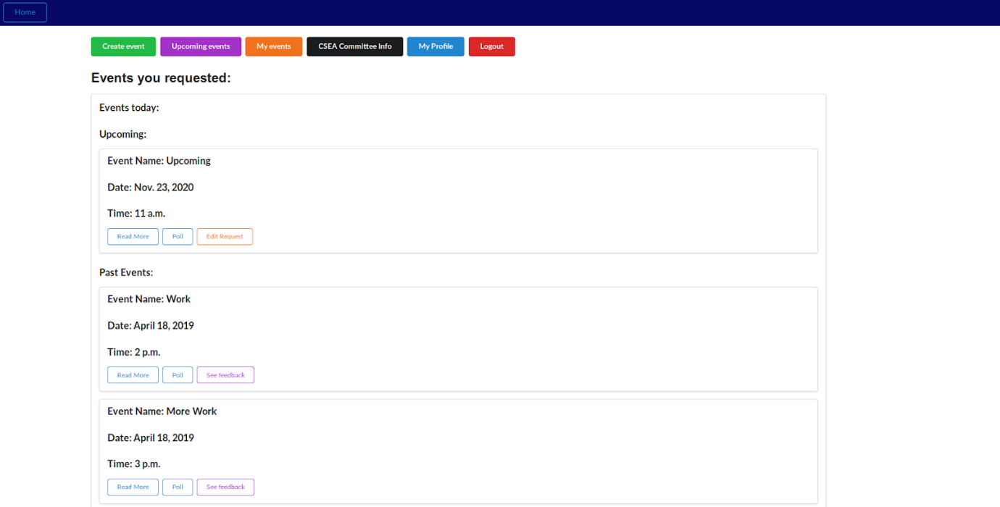 Home
Create event Upcoming events My events CSEA Committee Info My Profile Logout
Events you requested:
Events today:
Upcoming:
Event Name: Upcoming
Date: Nov. 23, 2020
Time: 11 a.m.
Read More Poll Edit Request
Past Events:
Event Name: Work
Date: April 18, 2019
Time: 2 p.m.
Read More Poll See feedback
Event Name: More Work
Date: April 18, 2019
Time: 3 p.m.
Read More Poll See feedback